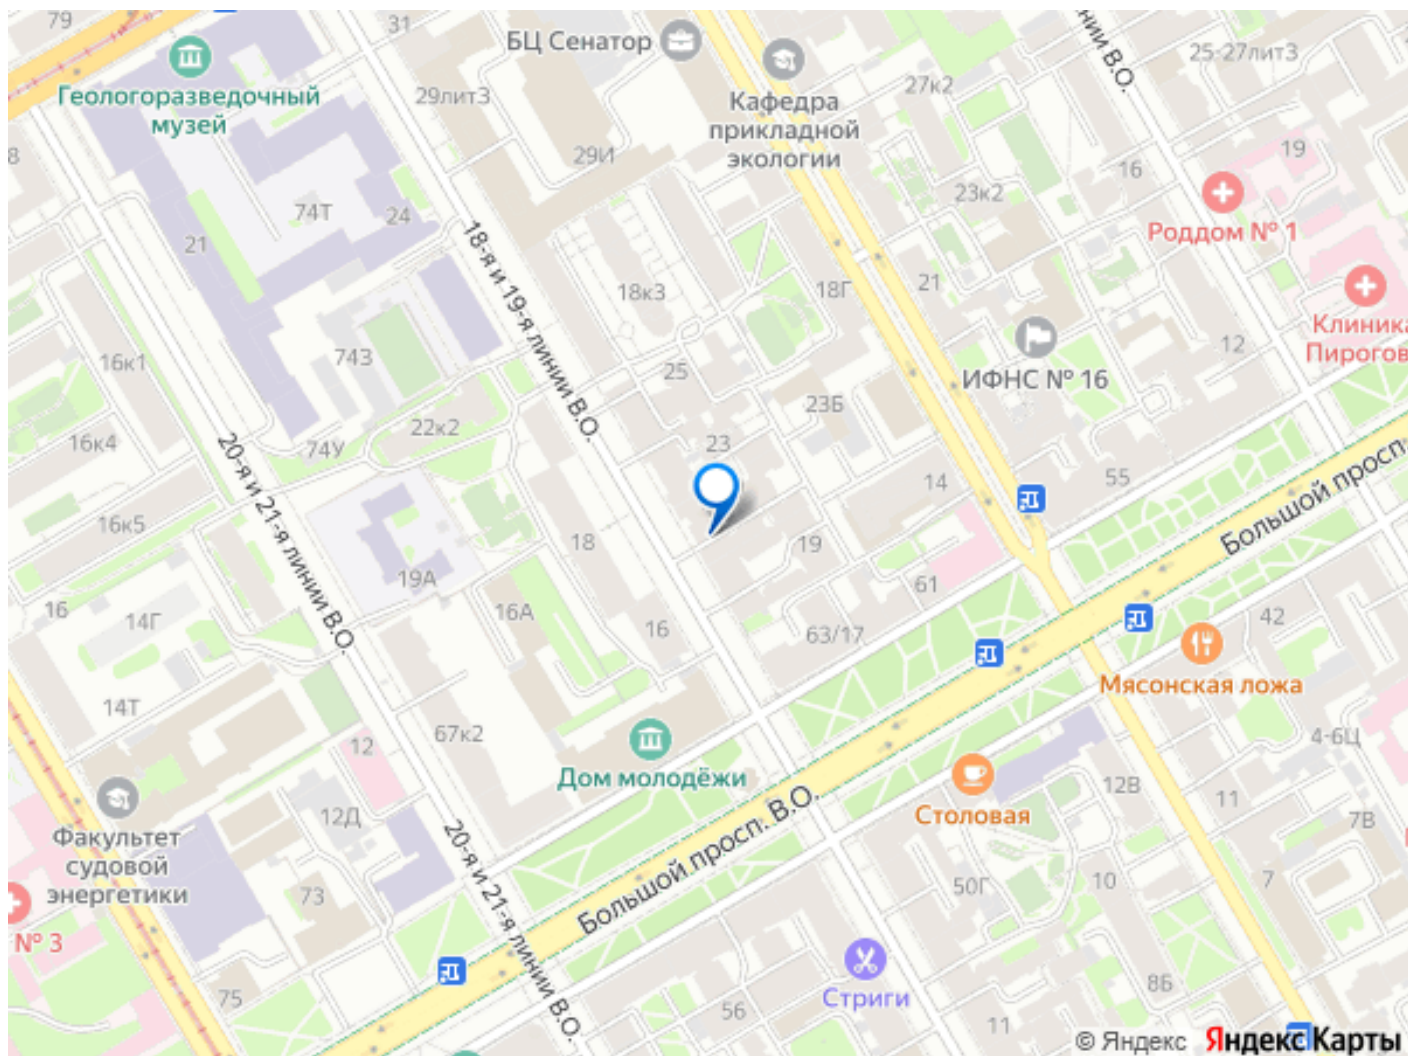 79
31
БЦ Сенатор
25-27лит3
нии В.О.
Геологоразведочный
музей
29лит3
Кафедра
прикладной
экологии
27к2
8
29И
16
19
23к2
Роддом № 1
74Т
24
21
18-я и 19-я линии В.О.
18к3
18Г
21
Клиника
Пирогов
12
743
16к1
25
ИФНС № 16
23Б
22к2
16к4
74У
23
20-я и 21-я линии В.О.
14
55
Большой просп.
16к5
18
19
19А
61
16
14Г
16А
16
63/17
42
Мясонская ложа
14Т
67к2
12
4-6Ц
Дом молодёжи
12В
11
Столовая
12Д
Факультет
судовой
энергетики
7В
20-я и 21-я линии В.О.
Большой просп. В.О.
73
50Г
10
7
№ 3
8Б
75
Стриги
56
11
© Яндекс Яндекс Карты